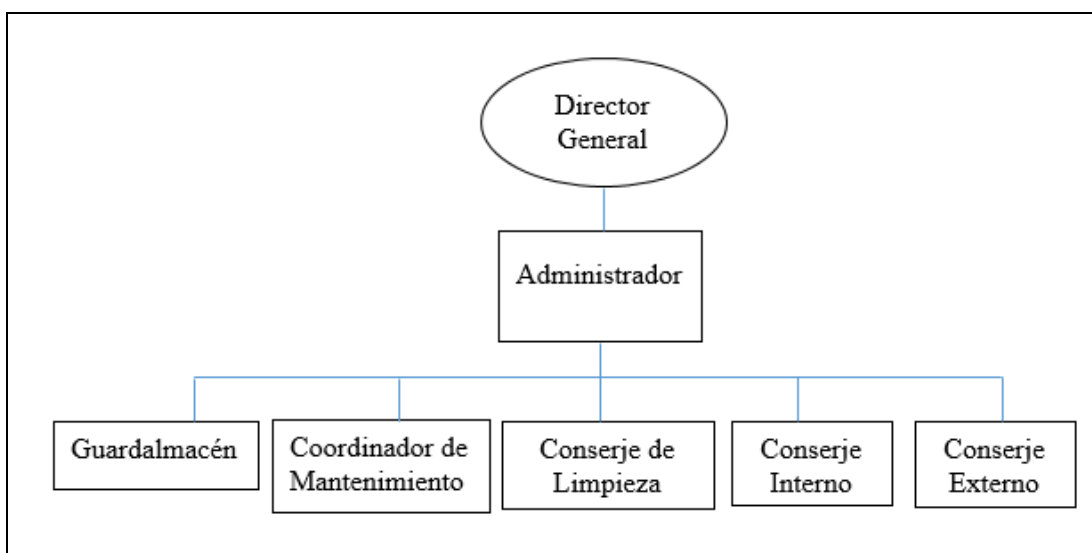 Director
General
Administrador
Guardalmacén
Coordinador de
Mantenimiento
Conserje de
Limpieza
Conserje
Interno
Conserje
Externo